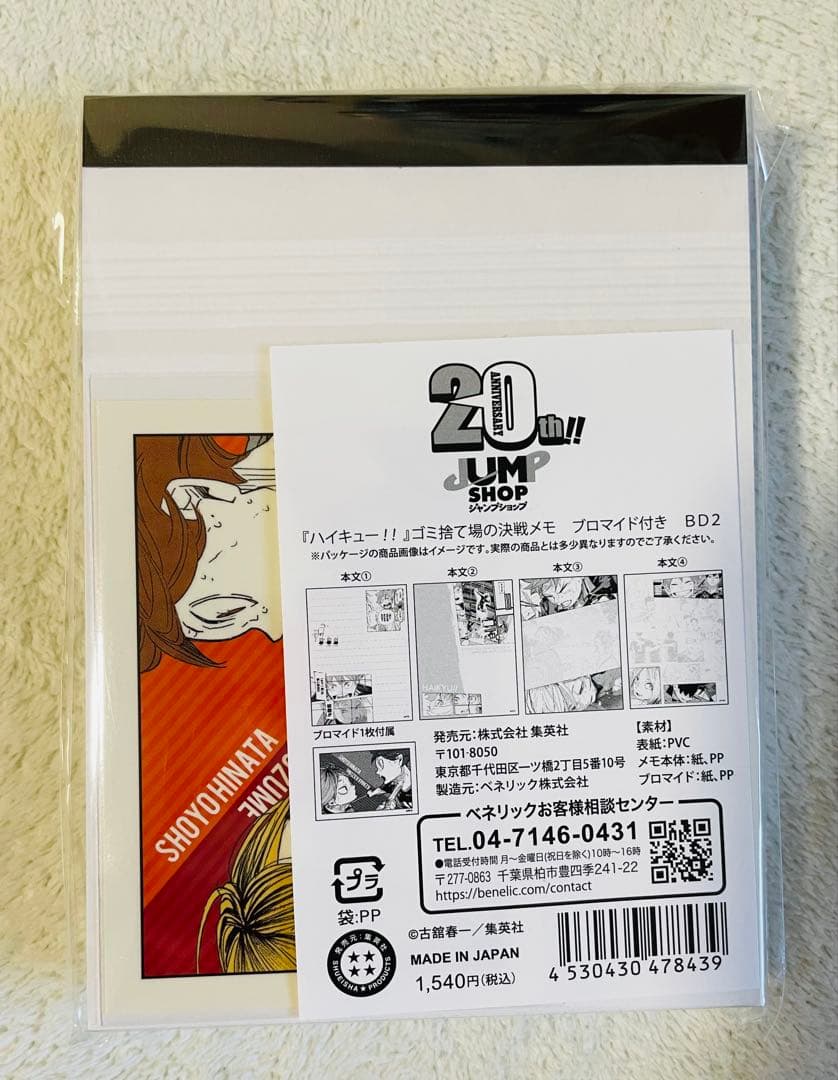 20th!!
ANNIVERSARY
JUMP
SHOP
ジャンプショップ
『ハイキュー!!』ゴミ捨て場の決戦メモ ブロマイド付き BD2
※パッケージの商品画像はイメージです。実際の商品とは多少異なりますのでご了承ください。
本文① 本文② 本文③ 本文④
HAIKYU!!
ブロマイド1枚付属
発売元:株式会社 集英社
〒101-8050
東京都千代田区一ツ橋2丁目5番10号
製造元:ベネリック株式会社
【素材】
表紙:PVC
メモ本体:紙、PP
ブロマイド:紙、PP
ベネリックお客様相談センター
TEL.04-7146-0431
●電話受付時間 月〜金曜日(祝日を除く)10時〜16時
〒277-0863 千葉県柏市豊四季241-22
https://benelic.com/contact
プラ
袋:PP
発売元:集英社
SHUEISHA★PRODUCTS
©古舘春一/集英社
MADE IN JAPAN
1,540円(税込)
4 530430 478439
SHOYO HINATA
OZUME